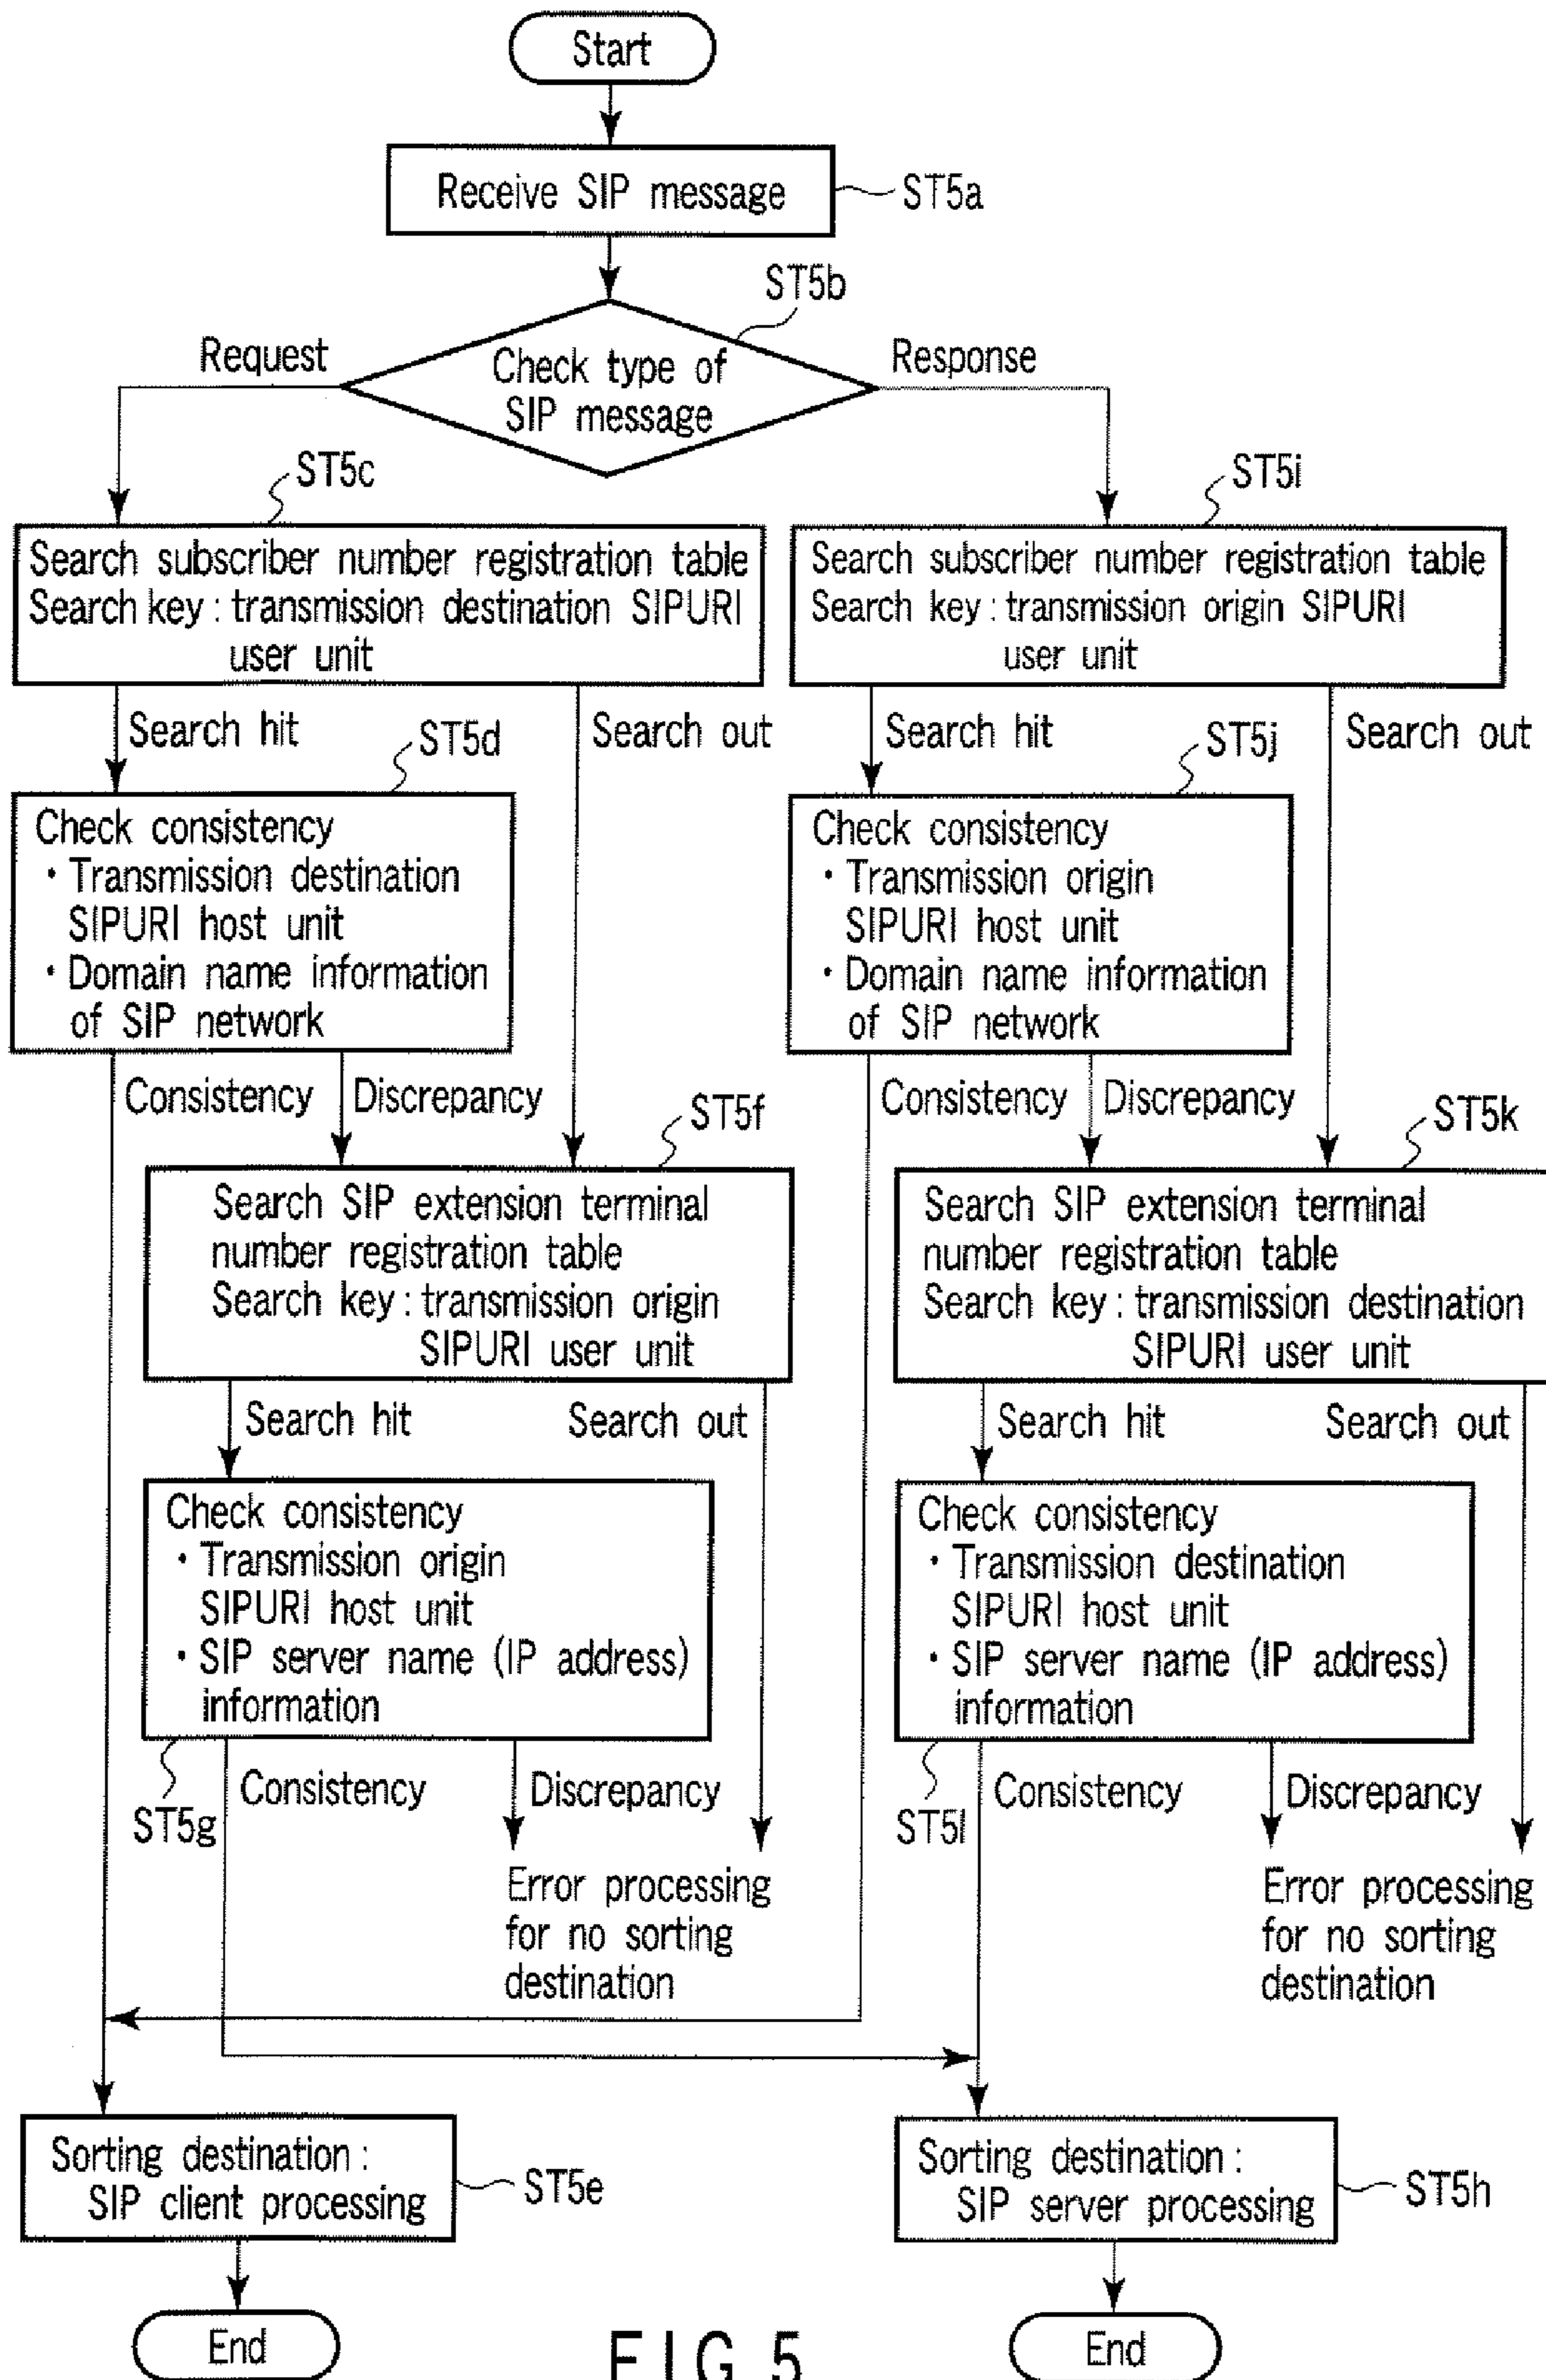 Start
Receive SIP message
ST5a
ST5b
Request
Check type of
SIP message
Response
ST5c
ST5i
Search subscriber number registration table
Search key : transmission destination SIPURI
user unit
Search subscriber number registration table
Search key : transmission origin SIPURI
user unit
Search hit
ST5d
Search out
Search hit
ST5j
Search out
Check consistency
・Transmission destination
SIPURI host unit
・Domain name information
of SIP network
Check consistency
・Transmission origin
SIPURI host unit
・Domain name information
of SIP network
Consistency
Discrepancy
ST5f
Consistency
Discrepancy
ST5k
Search SIP extension terminal
number registration table
Search key : transmission origin
SIPURI user unit
Search SIP extension terminal
number registration table
Search key : transmission destination
SIPURI user unit
Search hit
Search out
Search hit
Search out
Check consistency
・Transmission origin
SIPURI host unit
・SIP server name (IP address)
information
Check consistency
・Transmission destination
SIPURI host unit
・SIP server name (IP address)
information
ST5g
Consistency
Discrepancy
ST5l
Consistency
Discrepancy
Error processing
for no sorting
destination
Error processing
for no sorting
destination
Sorting destination :
SIP client processing
ST5e
Sorting destination :
SIP server processing
ST5h
End
FIG. 5
End